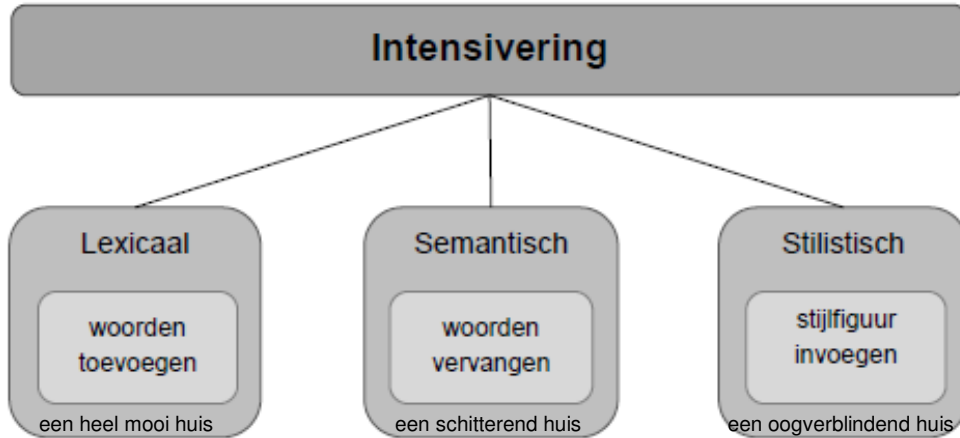 Intensivering
Lexicaal
woorden
toevoegen
een heel mooi huis
Semantisch
woorden
vervangen
een schitterend huis
Stilistisch
stijlfiguur
invoegen
een oogverblindend huis